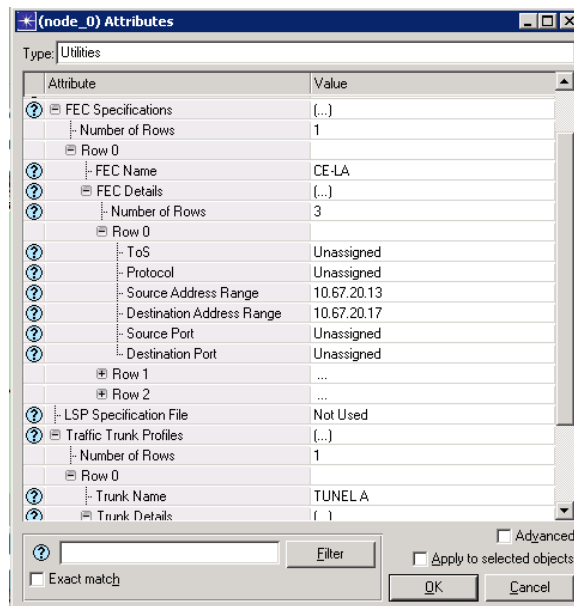 (node_0) Attributes
Type: Utilities
Attribute Value
FEC Specifications (...)
Number of Rows 1
Row 0
FEC Name CE-LA
FEC Details (...)
Number of Rows 3
Row 0
ToS Unassigned
Protocol Unassigned
Source Address Range 10.67.20.13
Destination Address Range 10.67.20.17
Source Port Unassigned
Destination Port Unassigned
Row 1 ...
Row 2 ...
LSP Specification File Not Used
Traffic Trunk Profiles (...)
Number of Rows 1
Row 0
Trunk Name TUNEL A
Trunk Details (...)
Advanced
Filter
Apply to selected objects
Exact match
OK Cancel